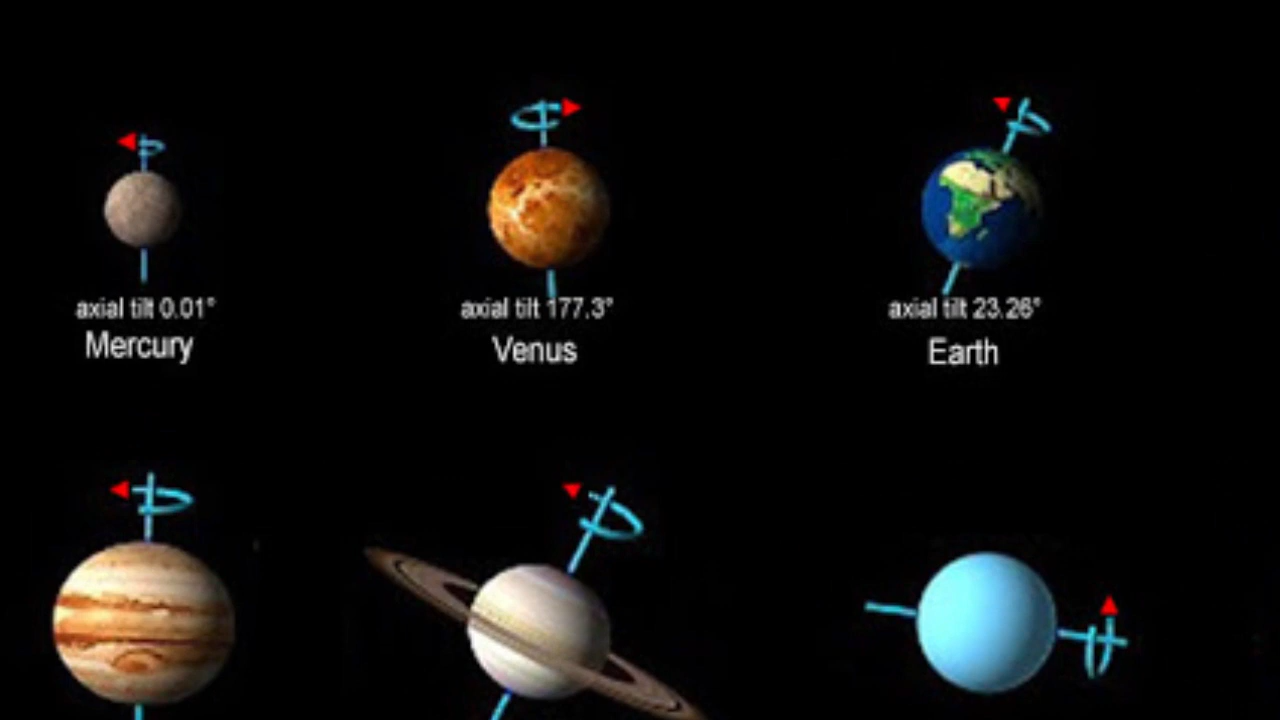 axial tilt 0.01°
Mercury
axial tilt 177.3°
Venus
axial tilt 23.26°
Earth